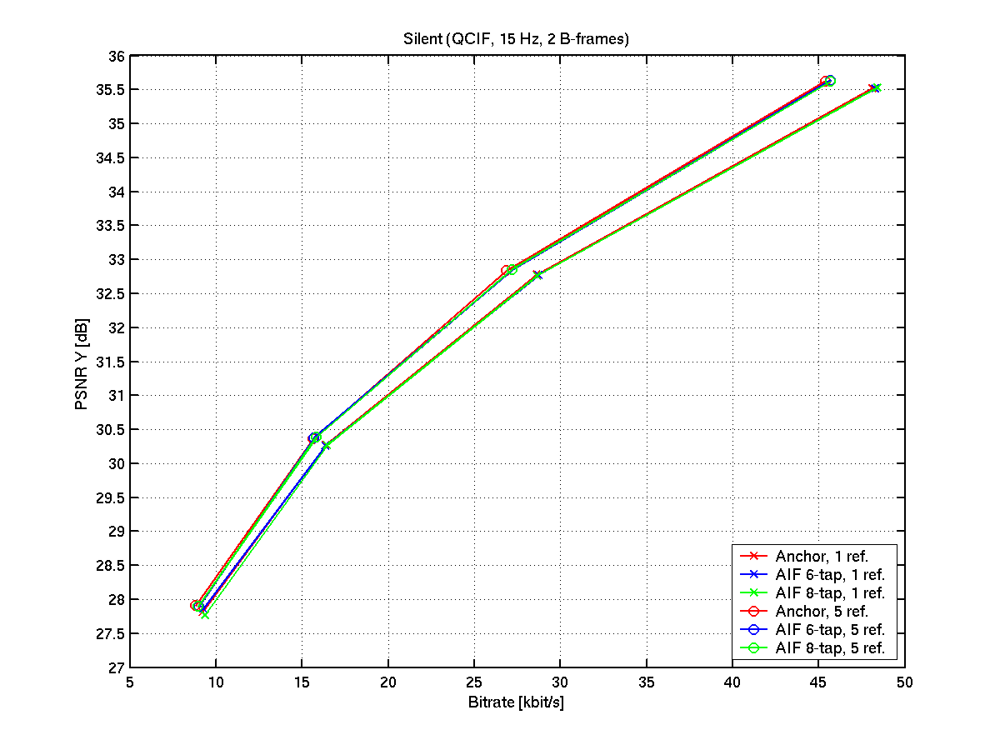 Silent (QCIF, 15 Hz, 2 B-frames)
36
35.5
35
34.5
34
33.5
33
32.5
32
31.5
31
30.5
30
29.5
29
28.5
28
27.5
27
PSNR Y [dB]
Anchor, 1 ref.
AIF 6-tap, 1 ref.
AIF 8-tap, 1 ref.
Anchor, 5 ref.
AIF 6-tap, 5 ref.
AIF 8-tap, 5 ref.
5 10 15 20 25 30 35 40 45 50
Bitrate [kbit/s]